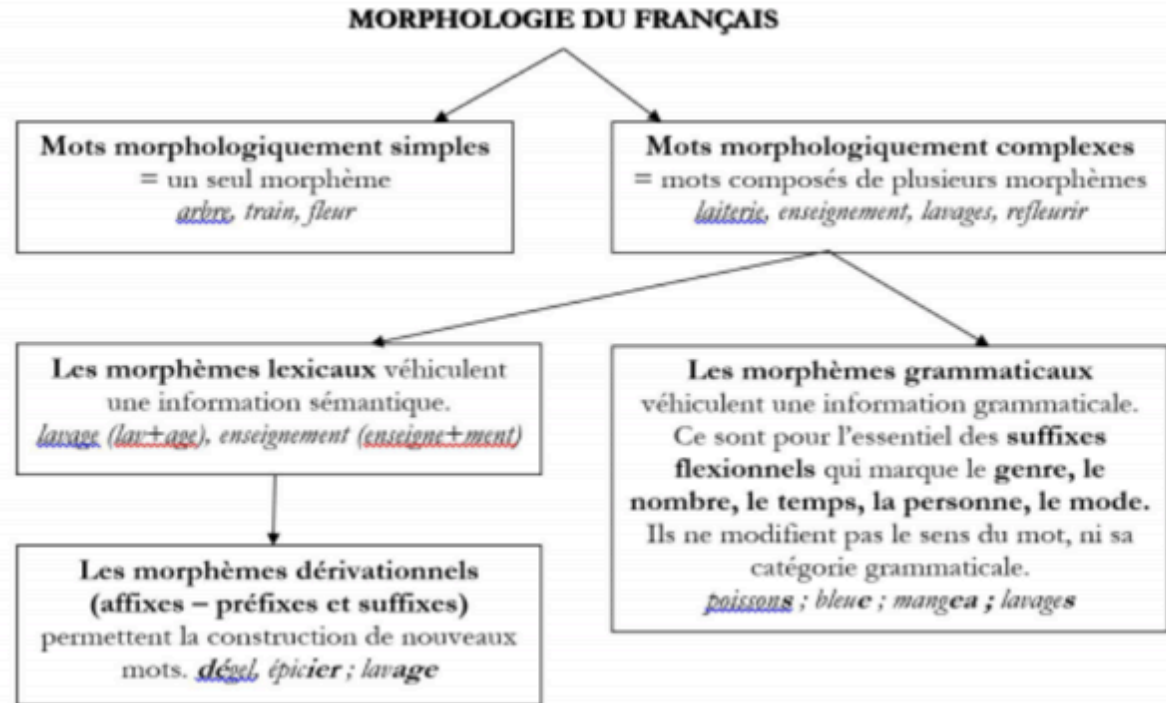 MORPHOLOGIE DU FRANÇAIS
Mots morphologiquement simples
= un seul morphème
arbre, train, fleur
Mots morphologiquement complexes
= mots composés de plusieurs morphèmes
laiterie, enseignement, lavages, refleurir
Les morphèmes lexicaux véhiculent
une information sémantique.
lavage (lav+age), enseignement (enseigne+ment)
Les morphèmes grammaticaux
véhiculent une information grammaticale.
Ce sont pour l'essentiel des suffixes
flexionnels qui marque le genre, le
nombre, le temps, la personne, le mode.
Ils ne modifient pas le sens du mot, ni sa
catégorie grammaticale.
poissons ; bleue ; mangea ; lavages
Les morphèmes dérivationnels
(affixes – préfixes et suffixes)
permettent la construction de nouveaux
mots. dégel, épicier ; lavage